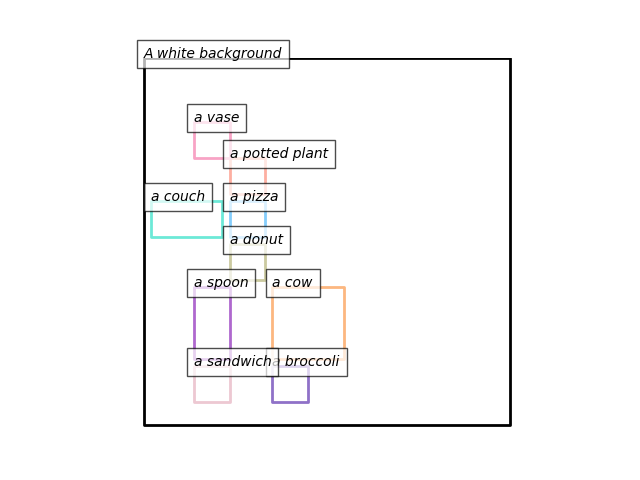 A white background
a vase
a potted plant
a couch
a pizza
a donut
a spoon
a cow
a sandwich
a broccoli